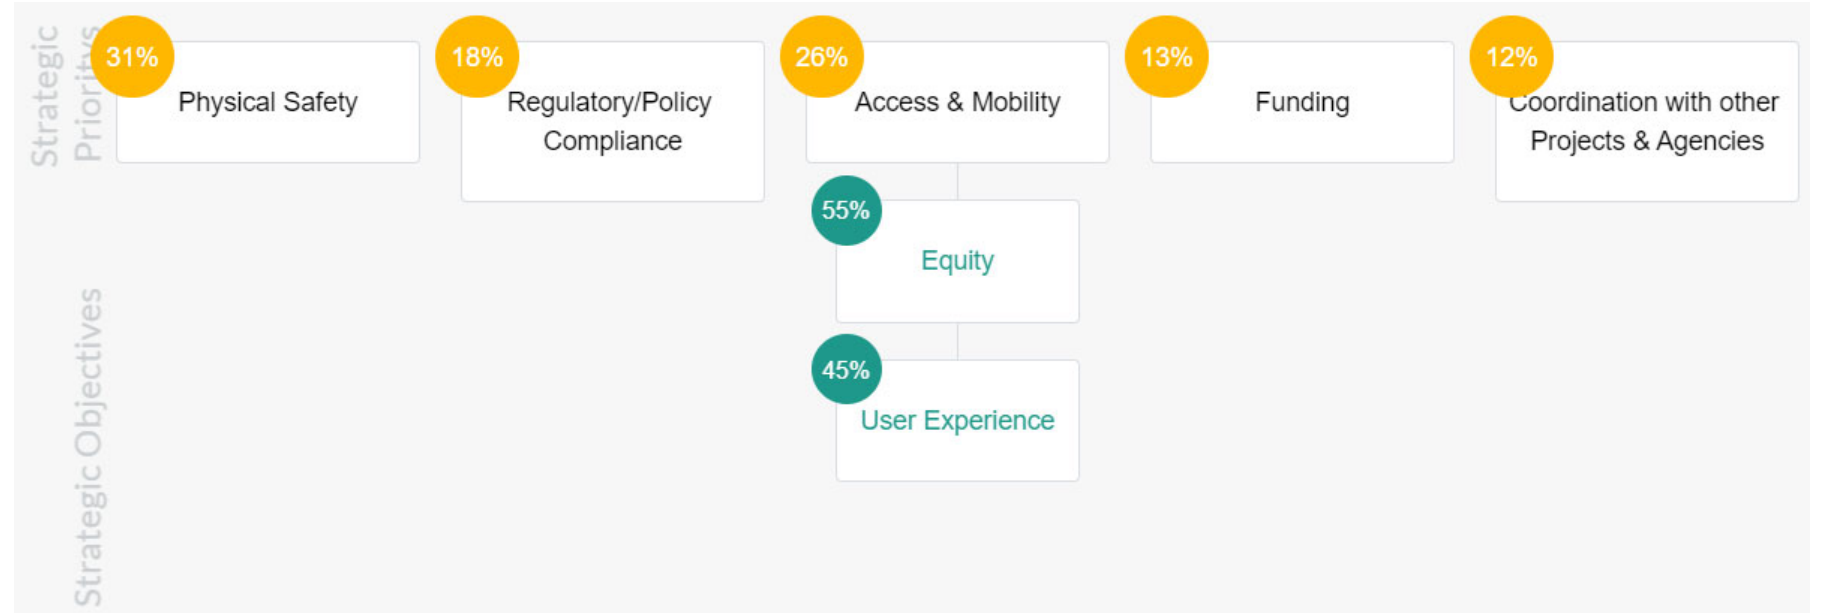 Strategic
Prioritys
31%
Physical Safety
18%
Regulatory/Policy
Compliance
26%
Access & Mobility
13%
Funding
12%
Coordination with other
Projects & Agencies
Strategic Objectives
55%
Equity
45%
User Experience